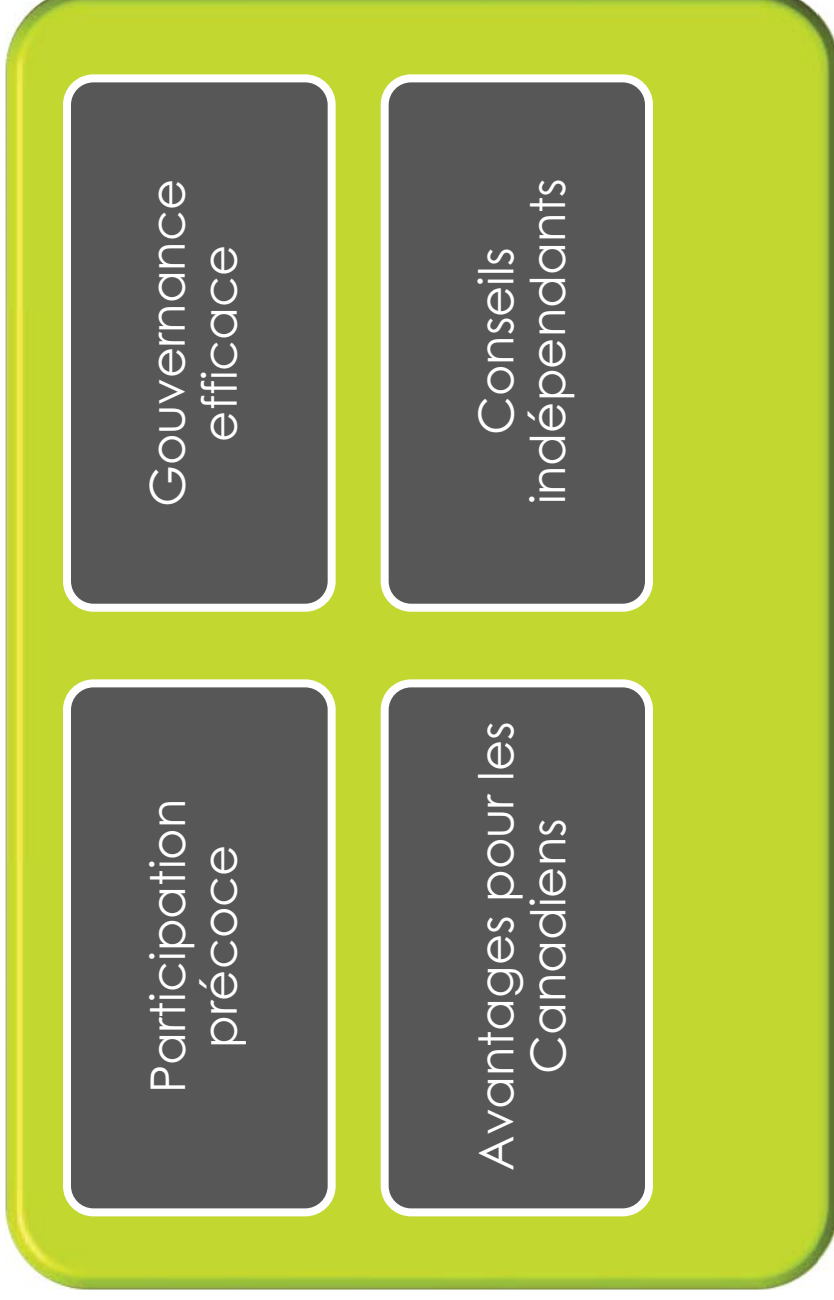 Participation
précoce
Gouvernance
efficace
Avantages pour les
Canadiens
Conseils
indépendants